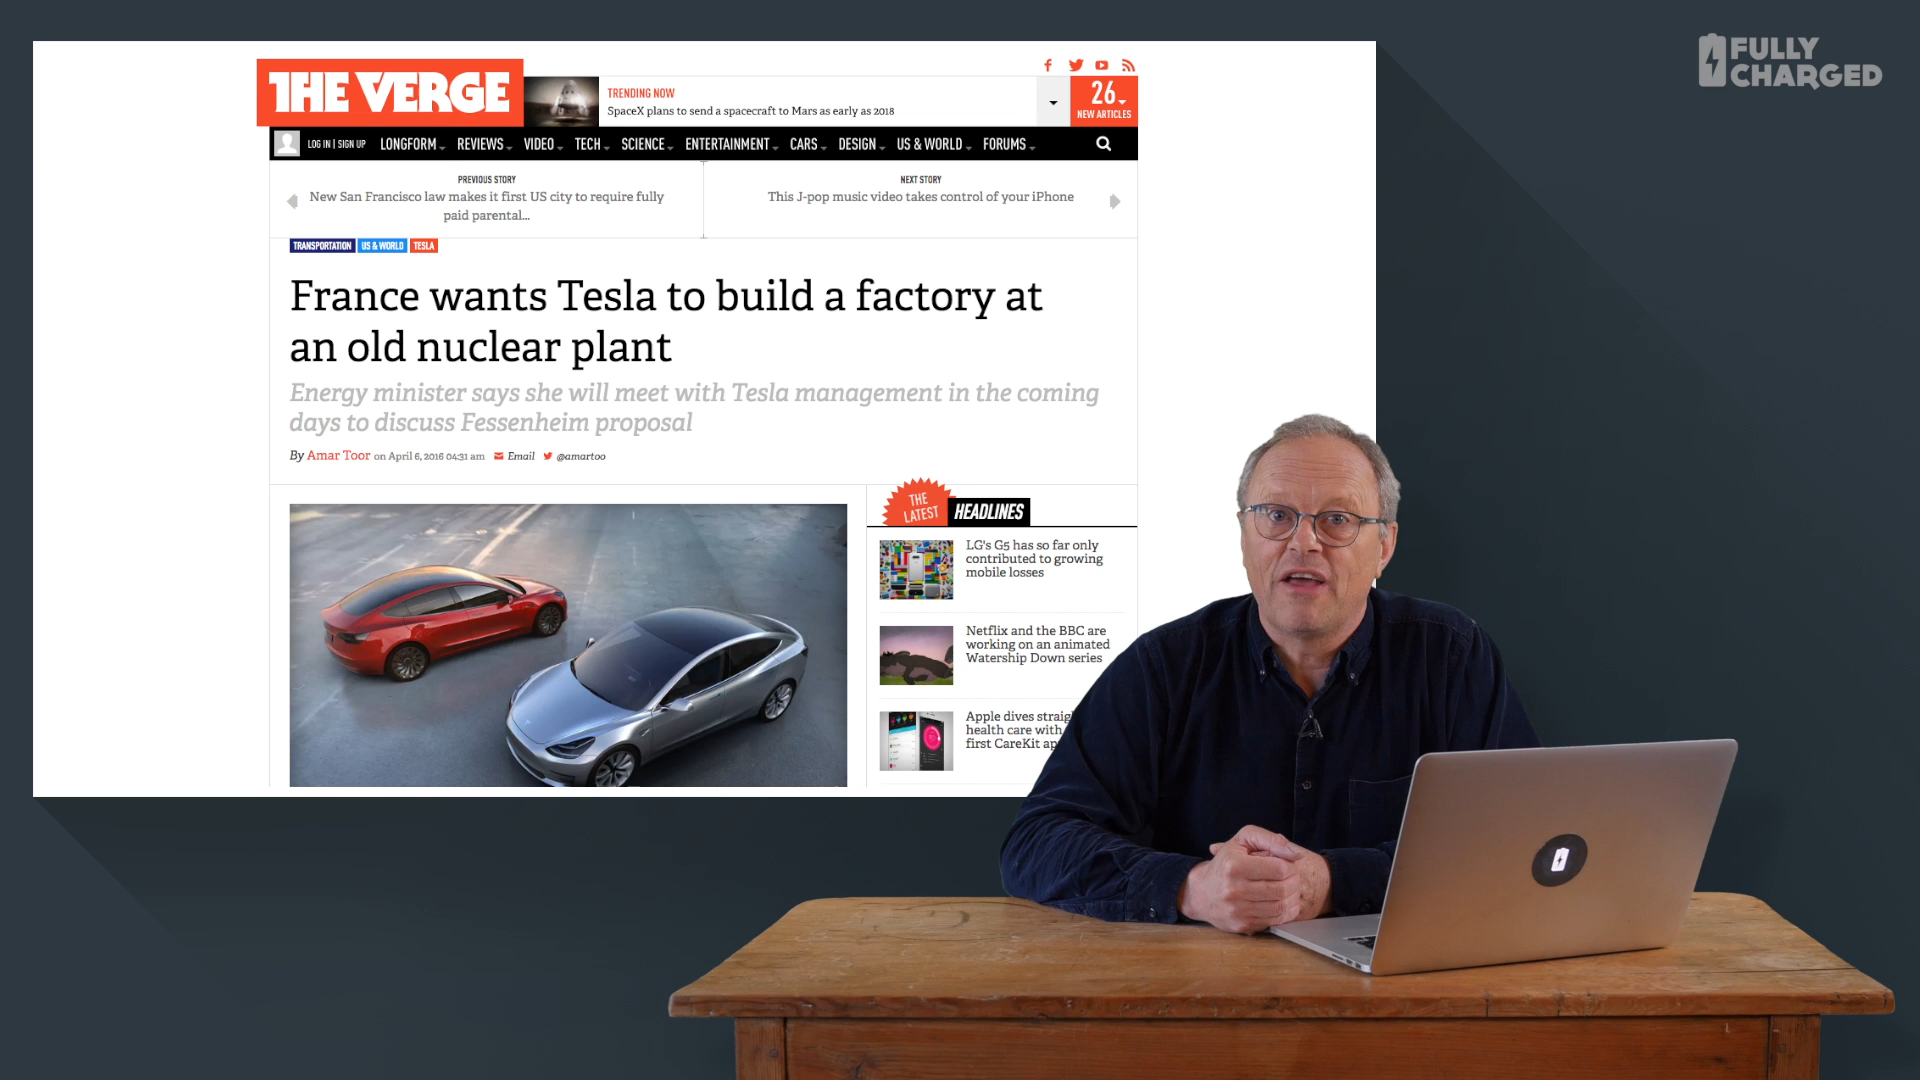 FULLY
CHARGED
THE VERGE
TRENDING NOW
SpaceX plans to send a spacecraft to Mars as early as 2018
26
NEW ARTICLES
LOG IN | SIGN UP LONGFORM REVIEWS VIDEO TECH SCIENCE ENTERTAINMENT CARS DESIGN US & WORLD FORUMS
PREVIOUS STORY
New San Francisco law makes it first US city to require fully
paid parental...
NEXT STORY
This J-pop music video takes control of your iPhone
TRANSPORTATION US & WORLD TESLA
France wants Tesla to build a factory at
an old nuclear plant
Energy minister says she will meet with Tesla management in the coming
days to discuss Fessenheim proposal
By Amar Toor on April 6, 2016 04:31 am Email @amartoo
THE
LATEST
HEADLINES
LG's G5 has so far only
contributed to growing
mobile losses
Netflix and the BBC are
working on an animated
Watership Down series
Apple dives
health care with
first CareKit